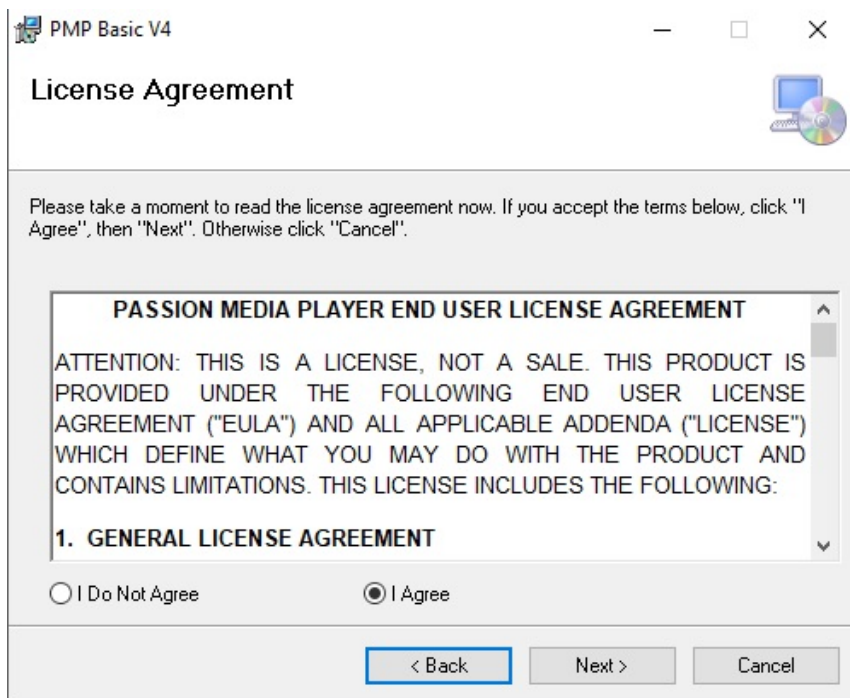 PMP Basic V4
License Agreement
Please take a moment to read the license agreement now. If you accept the terms below, click "I
Agree", then "Next". Otherwise click "Cancel".
PASSION MEDIA PLAYER END USER LICENSE AGREEMENT
ATTENTION: THIS IS A LICENSE, NOT A SALE. THIS PRODUCT IS
PROVIDED UNDER THE FOLLOWING END USER LICENSE
AGREEMENT ("EULA") AND ALL APPLICABLE ADDENDA ("LICENSE")
WHICH DEFINE WHAT YOU MAY DO WITH THE PRODUCT AND
CONTAINS LIMITATIONS. THIS LICENSE INCLUDES THE FOLLOWING:
1. GENERAL LICENSE AGREEMENT
I Do Not Agree
I Agree
< Back
Next >
Cancel